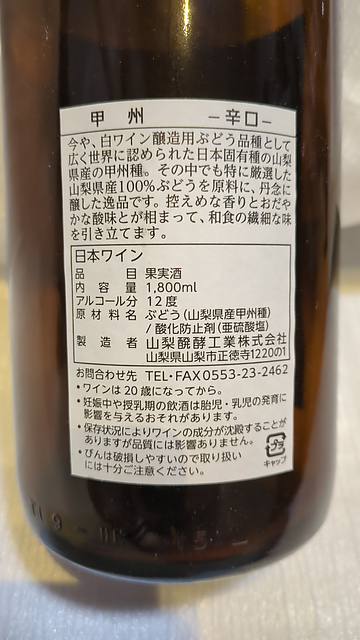 甲州 －辛口－
今や、白ワイン醸造用ぶどう品種として
広く世界に認められた日本固有種の山梨
県産の甲州種。その中でも特に厳選した
山梨県産100%ぶどうを原料に、丹念に
醸した逸品です。控えめな香りとおだや
かな酸味とが相まって、和食の繊細な味
を引き立てます。
日本ワイン
品目 果実酒
内容量 1,800ml
アルコール分 12度
原材料名 ぶどう(山梨県産甲州種)
/酸化防止剤(亜硫酸塩)
製造者 山梨醗酵工業株式会社
山梨県山梨市正徳寺1220の1
お問合わせ先 TEL・FAX0553-23-2462
*ワインは20歳になってから。
*妊娠中や授乳期の飲酒は胎児・乳児の発育に
影響を与えるおそれがあります。
*保存状況によりワインの成分が沈殿することが
ありますが品質には影響ありません。
*びんは破損しやすいので取り扱い
には十分ご注意ください。
プラ
キャップ